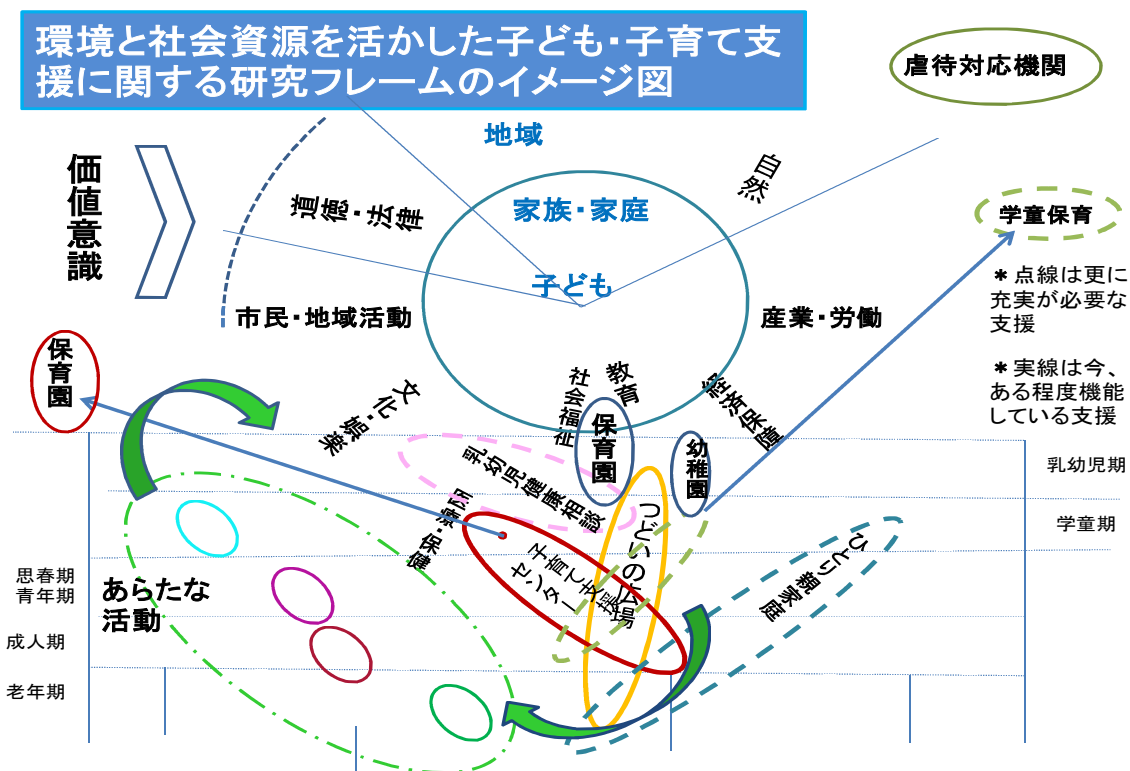 環境と社会資源を活かした子ども・子育て支
援に関する研究フレームのイメージ図
虐待対応機関
地域
自然
価値意識
道徳・法律
家族・家庭
学童保育
子ども
＊点線は更に
充実が必要な
支援
市民・地域活動
産業・労働
保育園
＊実線は今、
ある程度機能
している支援
文化・娯楽
社会福祉
教育
経済保障
保育園
幼稚園
乳幼児期
乳幼児健康相談
つどいの広場
学童期
保健
ひとり親家庭
子育て支援
センター
思春期
青年期
あらたな
活動
成人期
老年期